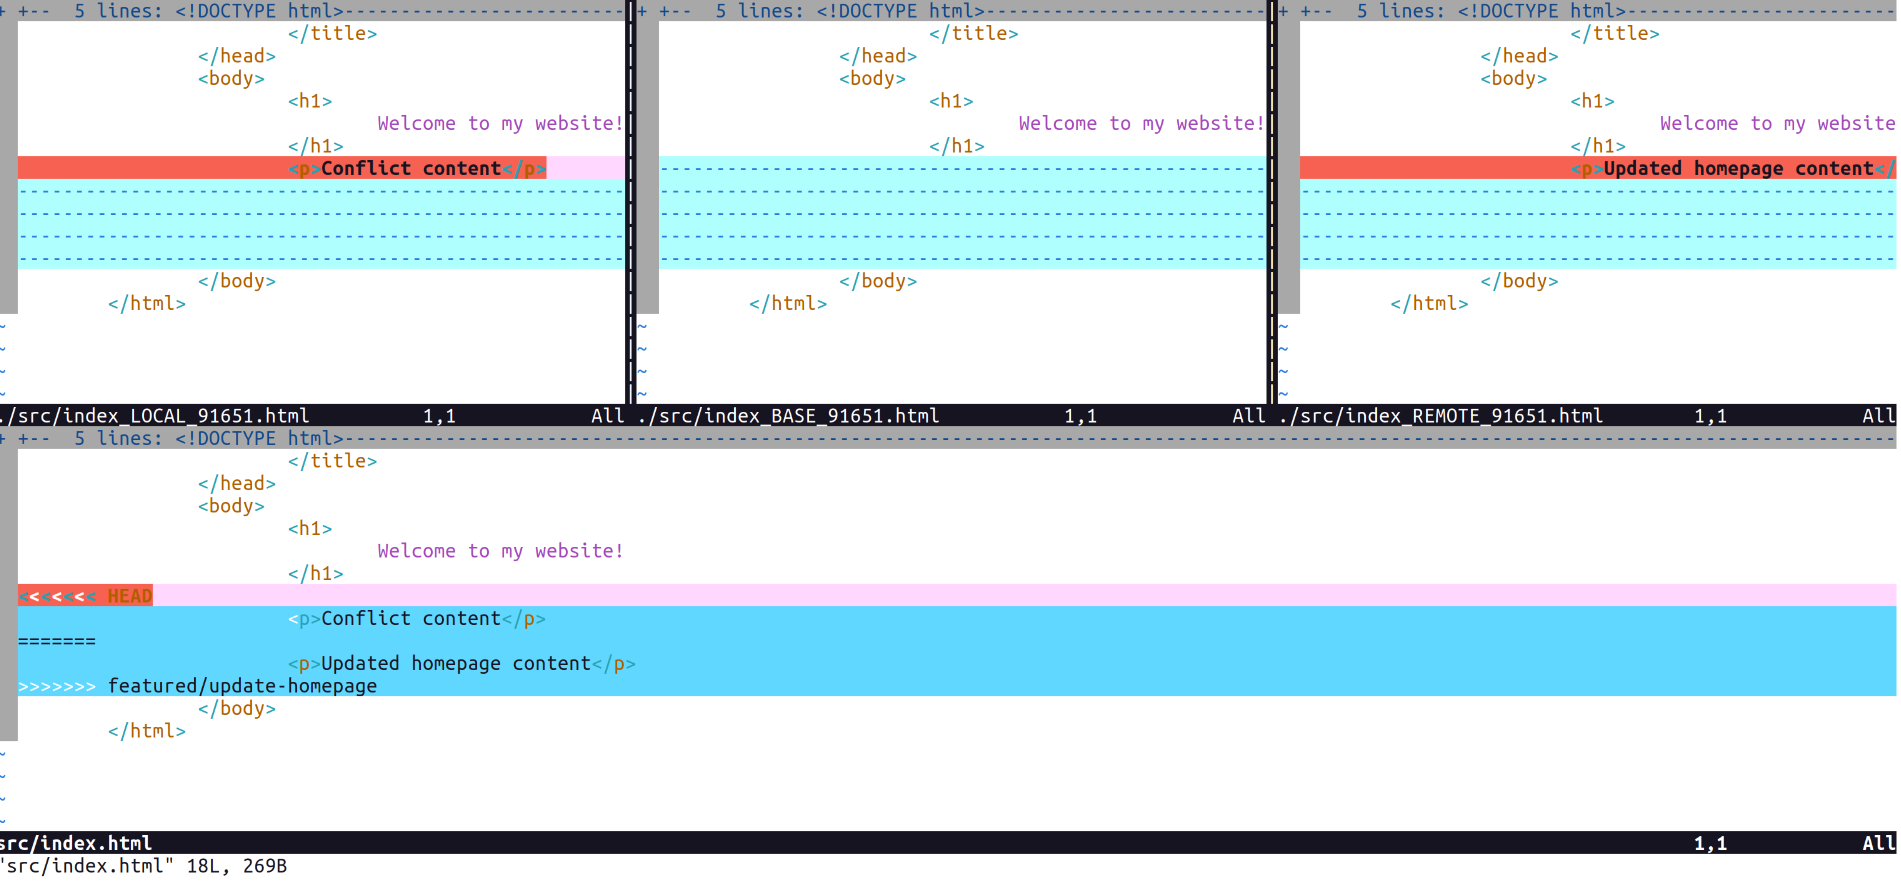 + +--  5 lines: <!DOCTYPE html>-------------------------
</title>
</head>
<body>
<h1>
Welcome to my website!
</h1>
<p>Conflict content</p>
------------------------------------------------------
------------------------------------------------------
------------------------------------------------------
------------------------------------------------------
</body>
</html>
~
~
~
~
./src/index_LOCAL_91651.html 1,1 All
+ +--  5 lines: <!DOCTYPE html>-------------------------
</title>
</head>
<body>
<h1>
Welcome to my website!
</h1>
------------------------------------------------------
------------------------------------------------------
------------------------------------------------------
------------------------------------------------------
------------------------------------------------------
</body>
</html>
~
~
~
~
./src/index_BASE_91651.html 1,1 All
+ +--  5 lines: <!DOCTYPE html>------------------------
</title>
</head>
<body>
<h1>
Welcome to my website
</h1>
<p>Updated homepage content</
-----------------------------------------------------
-----------------------------------------------------
-----------------------------------------------------
-----------------------------------------------------
</body>
</html>
~
~
~
~
./src/index_REMOTE_91651.html 1,1 All
+ +--  5 lines: <!DOCTYPE html>------------------------------------------------------------------------------------------------------------------------------------------
</title>
</head>
<body>
<h1>
Welcome to my website!
</h1>
<<<<<<< HEAD
<p>Conflict content</p>
=======
<p>Updated homepage content</p>
>>>>>>> featured/update-homepage
</body>
</html>
~
~
~
~
src/index.html 1,1 All
"src/index.html" 18L, 269B